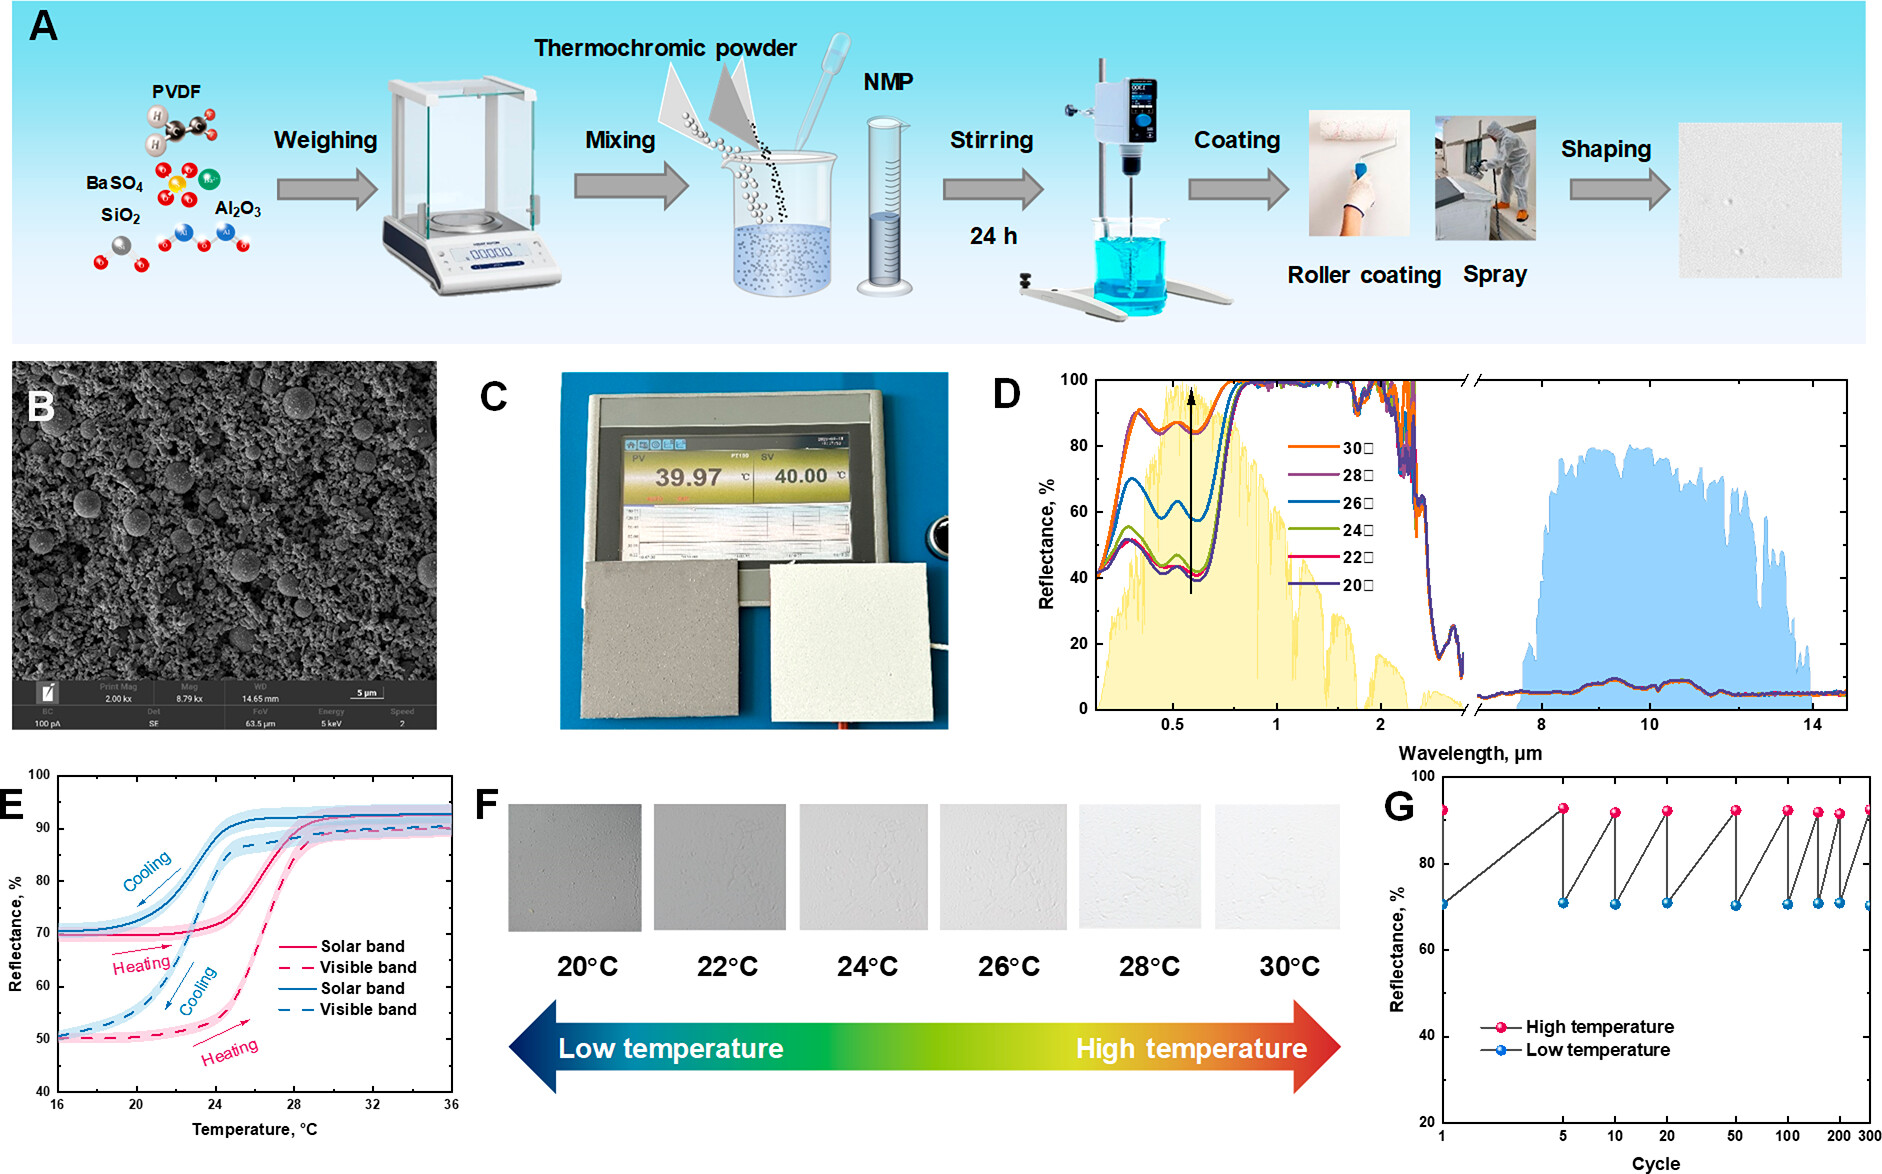 A
Thermochromic powder
NMP
PVDF
H
H
BaSO4
SiO2
Al2O3
Al
Al
Weighing
Mixing
Stirring
24 h
Coating
Shaping
Roller coating
Spray
B
Print Mag
Mag
WD
2.00 kx
8.79 kx
14.65 mm
5 µm
BC
Det
FoV
Energy
Speed
100 pA
SE
63.5 µm
5 keV
2
C
PV
PT100
SV
39.97 °C
40.00 °C
D
Reflectance, %
100
80
60
40
20
0
30□
28□
26□
24□
22□
20□
0.5
1
2
8
10
14
Wavelength, µm
E
Reflectance, %
100
90
80
70
60
50
40
Cooling
Heating
Cooling
Heating
Solar band
Visible band
Solar band
Visible band
16
20
24
28
32
36
Temperature, °C
F
20°C
22°C
24°C
26°C
28°C
30°C
Low temperature
High temperature
G
Reflectance, %
100
80
60
40
20
High temperature
Low temperature
1
5
10
20
50
100
200
300
Cycle